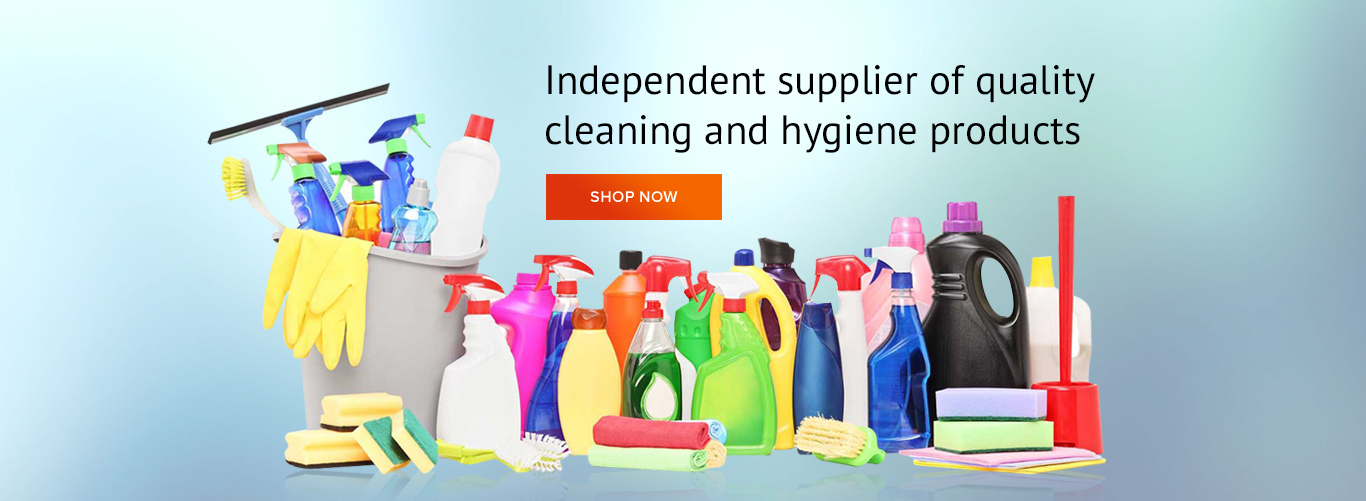 Independent supplier of quality
cleaning and hygiene products
SHOP NOW